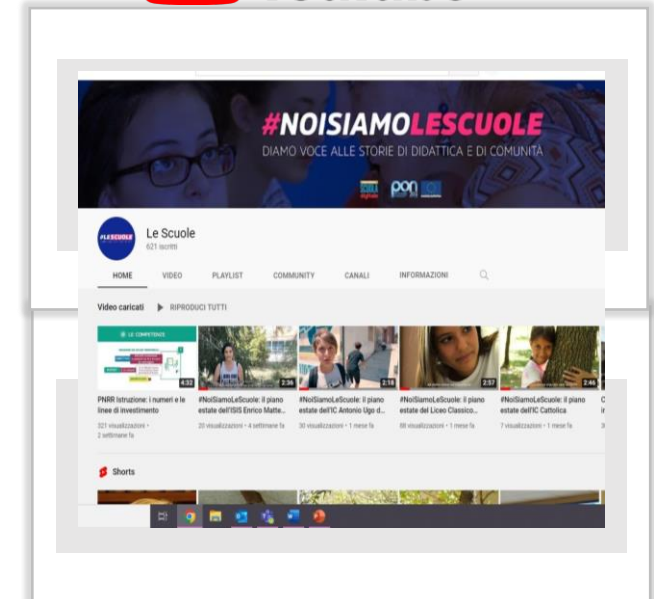 #NOISIAMOLESCUOLE
DIAMO VOCE ALLE STORIE DI DIDATTICA E DI COMUNITÀ
SCUOLA
pon
#LESCUOLE
Le Scuole
621 iscritti
HOME VIDEO PLAYLIST COMMUNITY CANALI INFORMAZIONI
Video caricati RIPRODUCI TUTTI
LE COMPETENZE
4:32 2:36 2:18 2:57 2:46
PNRR Istruzione: i numeri e le #NoiSiamoLeScuole: il piano #NoiSiamoLeScuole: il piano #NoiSiamoLeScuole: il piano #NoiSiamoLeScuole: il piano
linee di investimento estate dell'ISIS Enrico Matte... estate dell'IC Antonio Ugo d... estate del Liceo Classico... estate dell'IC Cattolica
321 visualizzazioni • 20 visualizzazioni • 4 settimane fa 30 visualizzazioni • 1 mese fa 88 visualizzazioni • 1 mese fa 7 visualizzazioni • 1 mese fa
2 settimane fa
Shorts